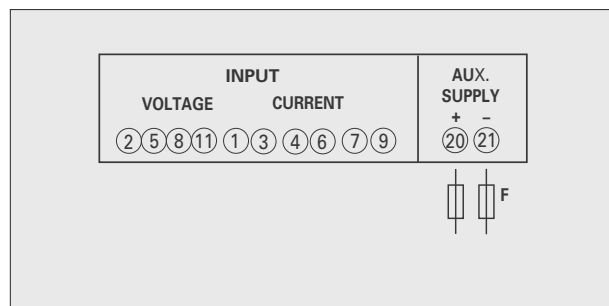 INPUT
VOLTAGE CURRENT
2 5 8 11 1 3 4 6 7 9
AUX.
SUPPLY
+ –
20 21
F